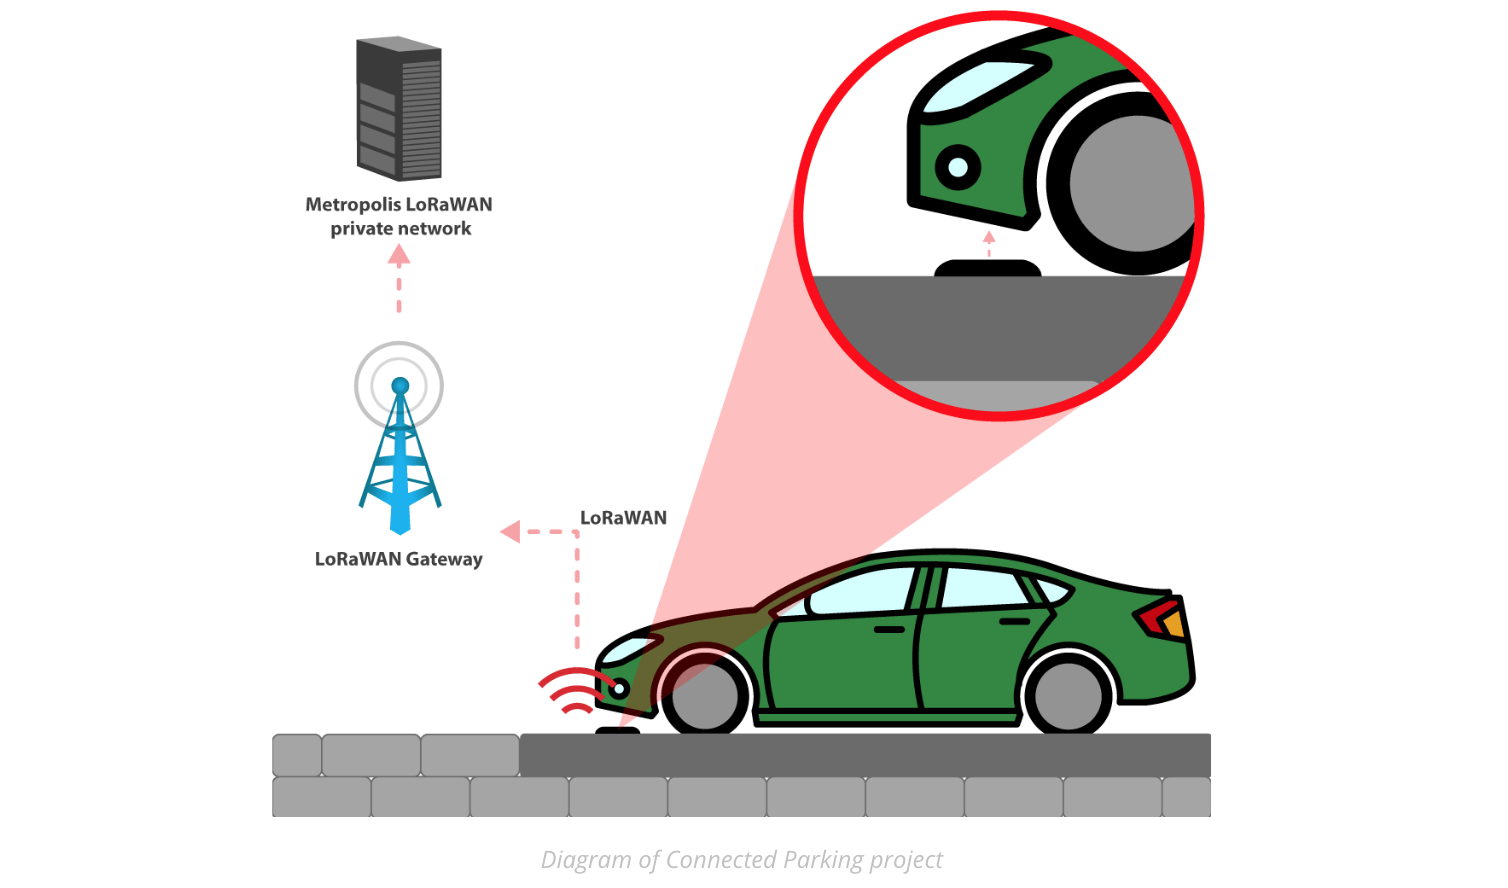 Metropolis LoRaWAN
private network
LoRaWAN
LoRaWAN Gateway
Diagram of Connected Parking project